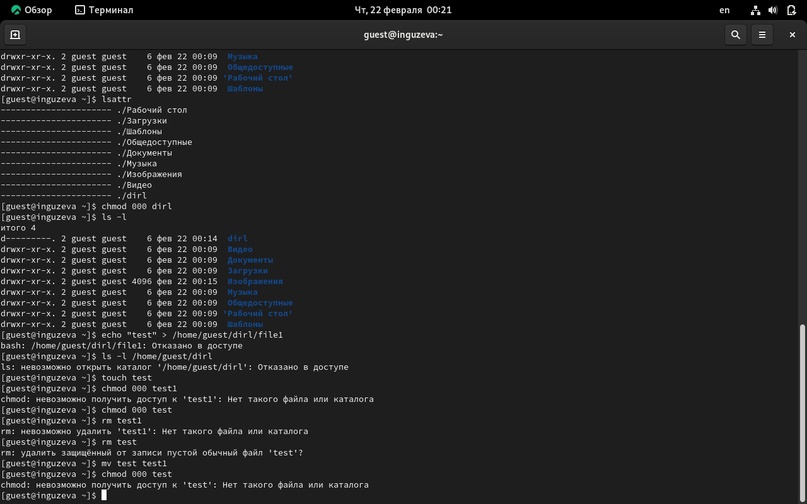 Обзор Терминал Чт, 22 февраля 00:21 en
guest@inguzeva:~
drwxr-xr-x. 2 guest guest 6 фев 22 00:09 Музыка
drwxr-xr-x. 2 guest guest 6 фев 22 00:09 Общедоступные
drwxr-xr-x. 2 guest guest 6 фев 22 00:09 'Рабочий стол'
drwxr-xr-x. 2 guest guest 6 фев 22 00:09 Шаблоны
[guest@inguzeva ~]$ lsattr
---------------------- ./Рабочий стол
---------------------- ./Загрузки
---------------------- ./Шаблоны
---------------------- ./Общедоступные
---------------------- ./Документы
---------------------- ./Музыка
---------------------- ./Изображения
---------------------- ./Видео
---------------------- ./dirl
[guest@inguzeva ~]$ chmod 000 dirl
[guest@inguzeva ~]$ ls -l
итого 4
d---------. 2 guest guest 6 фев 22 00:14 dirl
drwxr-xr-x. 2 guest guest 6 фев 22 00:09 Видео
drwxr-xr-x. 2 guest guest 6 фев 22 00:09 Документы
drwxr-xr-x. 2 guest guest 6 фев 22 00:09 Загрузки
drwxr-xr-x. 2 guest guest 4096 фев 22 00:15 Изображения
drwxr-xr-x. 2 guest guest 6 фев 22 00:09 Музыка
drwxr-xr-x. 2 guest guest 6 фев 22 00:09 Общедоступные
drwxr-xr-x. 2 guest guest 6 фев 22 00:09 'Рабочий стол'
drwxr-xr-x. 2 guest guest 6 фев 22 00:09 Шаблоны
[guest@inguzeva ~]$ echo "test" > /home/guest/dirl/file1
bash: /home/guest/dirl/file1: Отказано в доступе
[guest@inguzeva ~]$ ls -l /home/guest/dirl
ls: невозможно открыть каталог '/home/guest/dirl': Отказано в доступе
[guest@inguzeva ~]$ touch test
[guest@inguzeva ~]$ chmod 000 test1
chmod: невозможно получить доступ к 'test1': Нет такого файла или каталога
[guest@inguzeva ~]$ chmod 000 test
[guest@inguzeva ~]$ rm test1
rm: невозможно удалить 'test1': Нет такого файла или каталога
[guest@inguzeva ~]$ rm test
rm: удалить защищённый от записи пустой обычный файл 'test'?
[guest@inguzeva ~]$ mv test test1
[guest@inguzeva ~]$ chmod 000 test
chmod: невозможно получить доступ к 'test': Нет такого файла или каталога
[guest@inguzeva ~]$